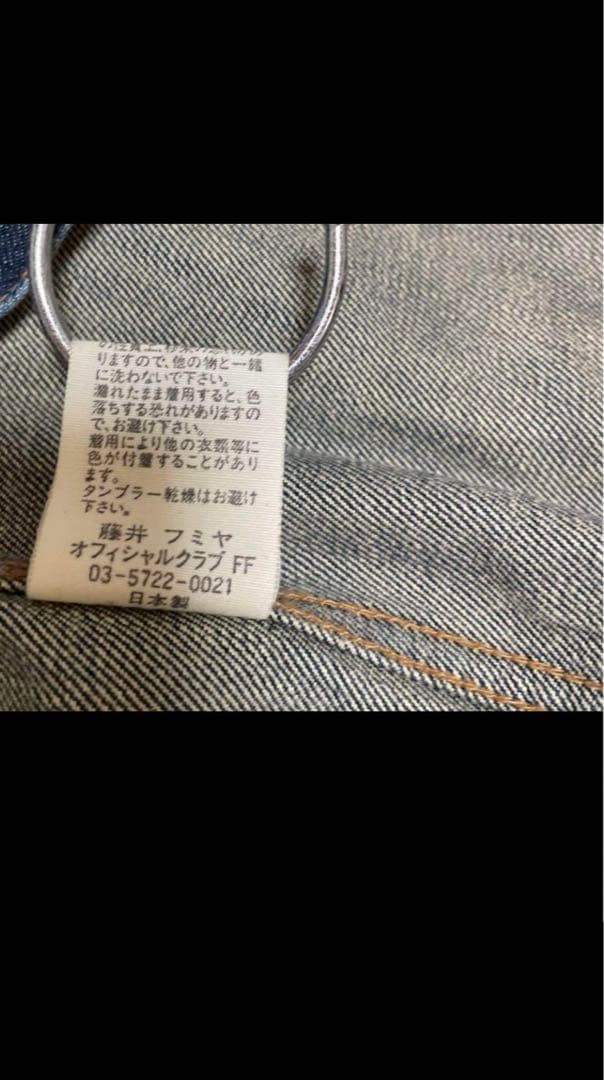 りますので、他の物と一緒
に洗わないで下さい。
濡れたまま着用すると、色
落ちする恐れがありますの
で、お避け下さい。
着用により他の衣類等に
色が付着することがあり
ます。
タンブラー乾燥はお避け
下さい。
藤井 フミヤ
オフィシャルクラブ FF
03-5722-0021
日本製